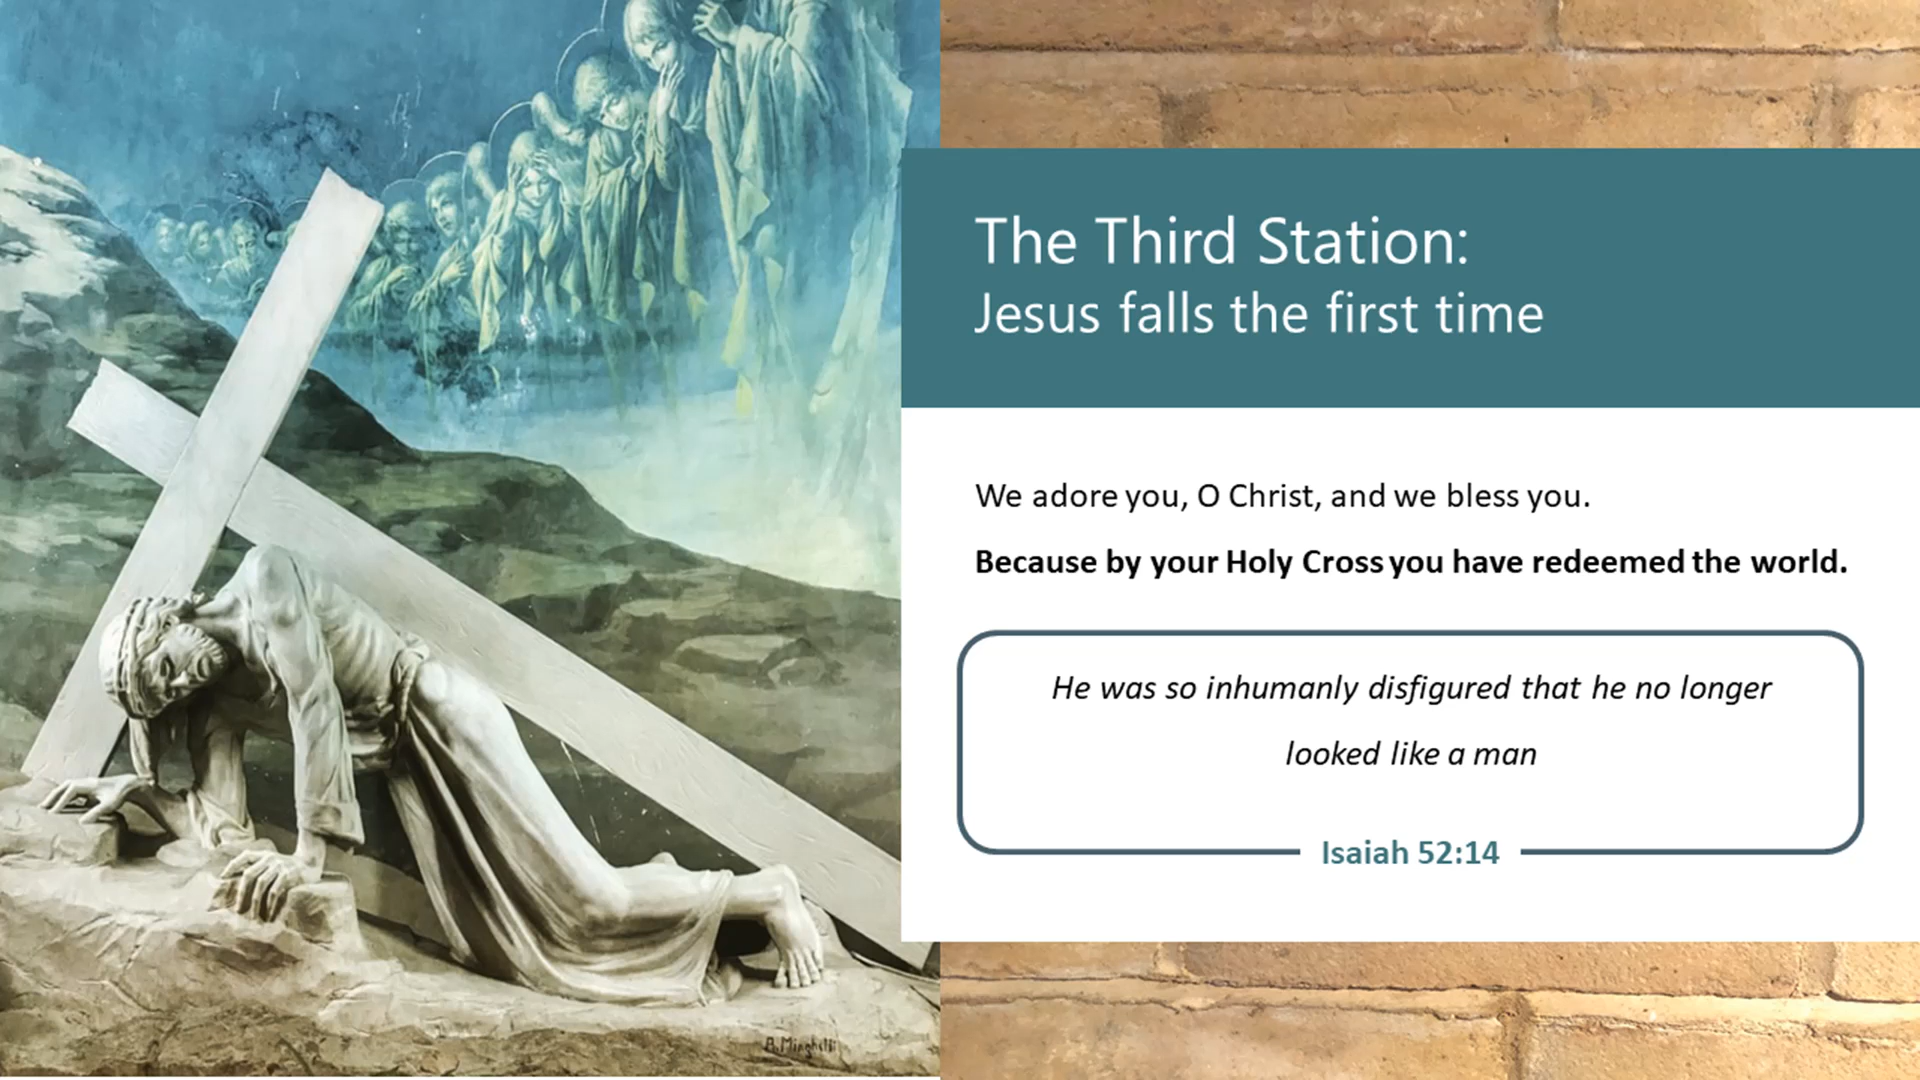 The Third Station:
Jesus falls the first time
We adore you, O Christ, and we bless you.
Because by your Holy Cross you have redeemed the world.
He was so inhumanly disfigured that he no longer
looked like a man
Isaiah 52:14
A. Minghetti